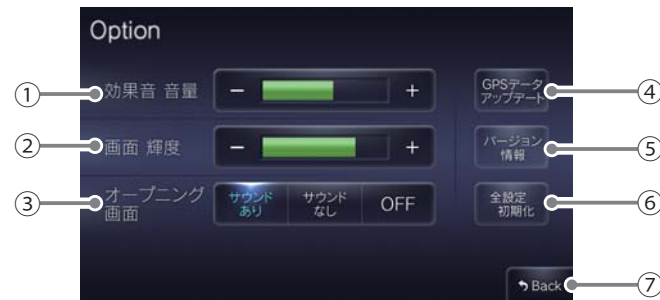 Option
① 効果音 音量 − +
GPSデータ
アップデート ④
② 画面 輝度 − +
バージョン
情報 ⑤
③ オープニング
画面
サウンド
あり
サウンド
なし
OFF
全設定
初期化 ⑥
Back ⑦